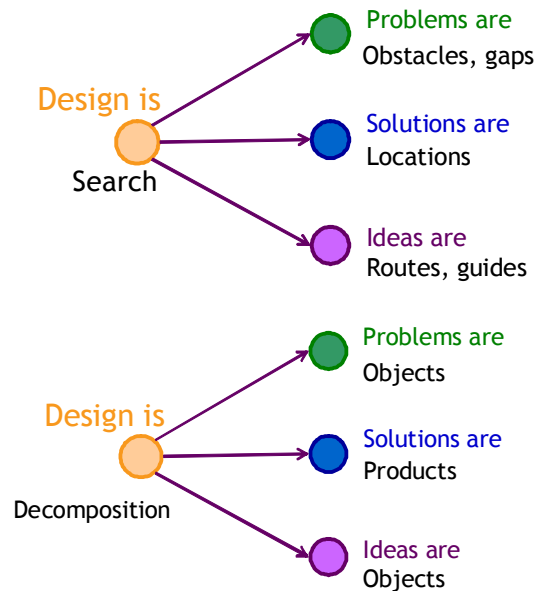 Problems are
Obstacles, gaps
Design is
Solutions are
Locations
Search
Ideas are
Routes, guides
Problems are
Objects
Design is
Solutions are
Products
Decomposition
Ideas are
Objects